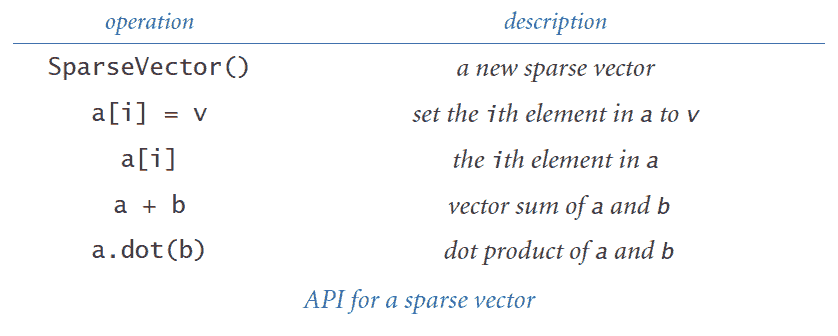 operation description
SparseVector() a new sparse vector
a[i] = v set the ith element in a to v
a[i] the ith element in a
a + b vector sum of a and b
a.dot(b) dot product of a and b
API for a sparse vector